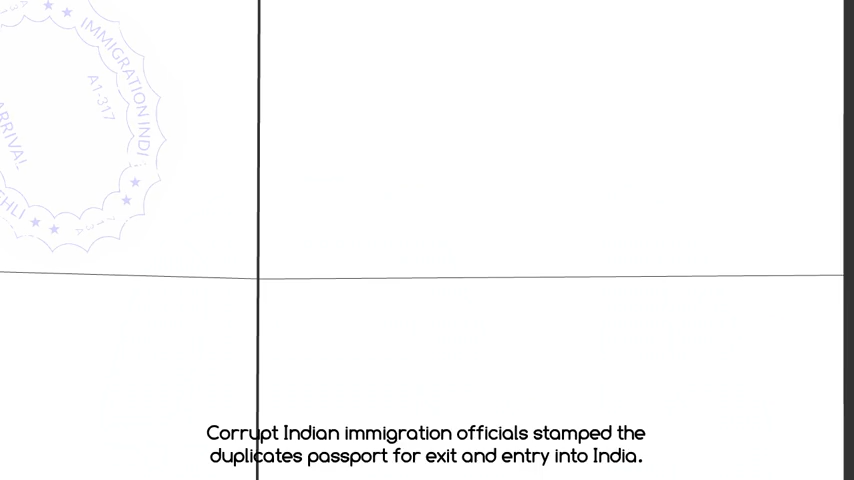 IMMIGRATION INDI
A1-317
ARRIVAL
EHLI
Corrupt Indian immigration officials stamped the
duplicates passport for exit and entry into India.